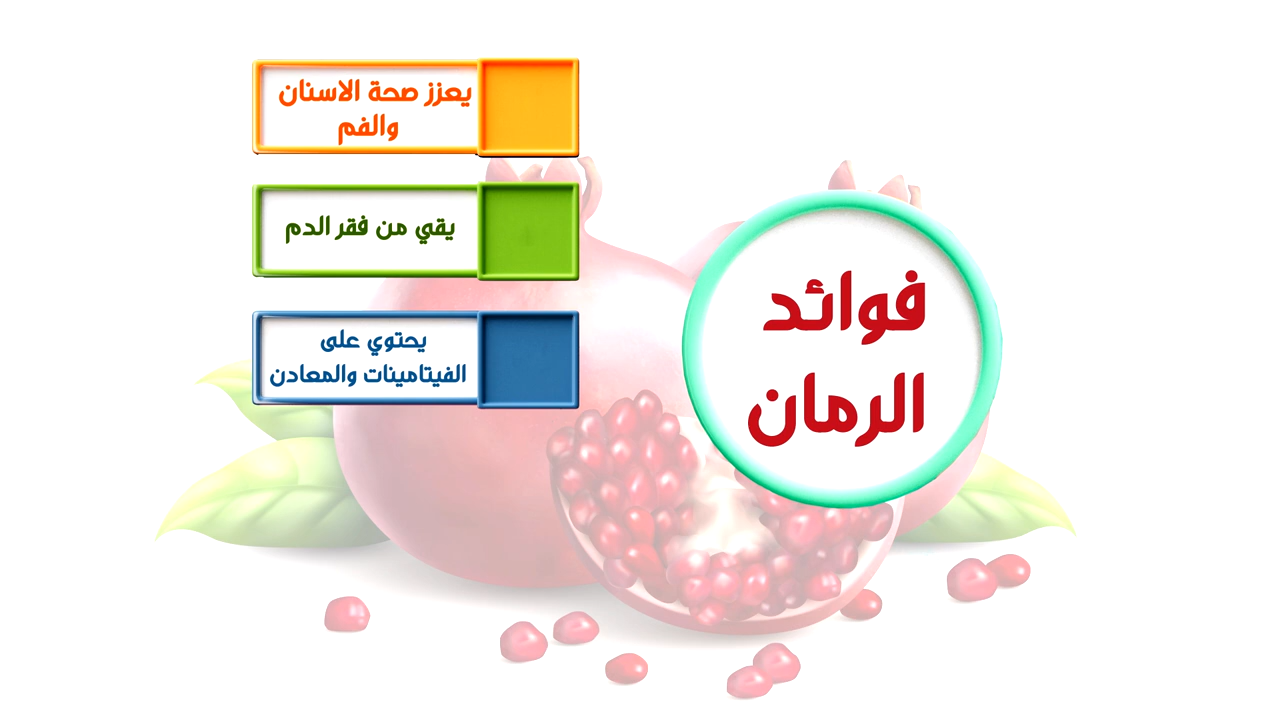 فوائد
الرمان
يعزز صحة الاسنان
والفم
يقي من فقر الدم
يحتوي على
الفيتامينات والمعادن